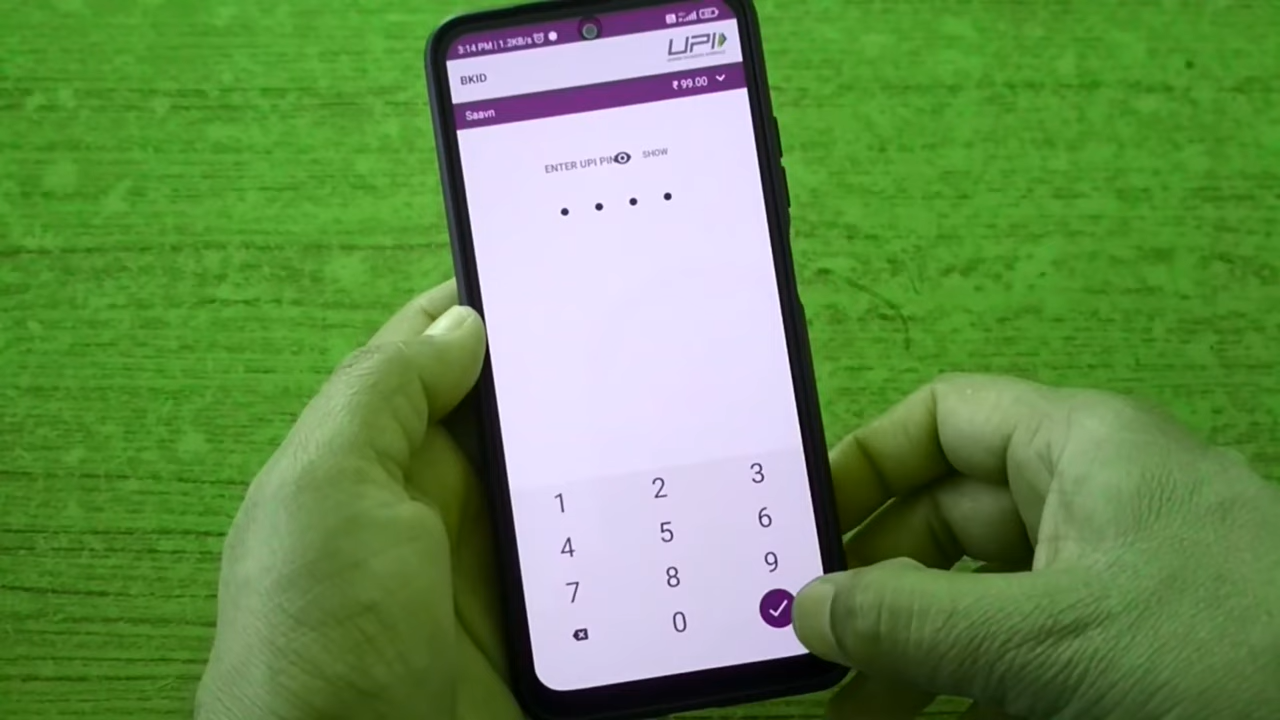 3:14 PM | 1.2KB/s
UPI
BKID
Saavn
₹ 99.00
ENTER UPI PIN
SHOW
1 2 3
4 5 6
7 8 9
0